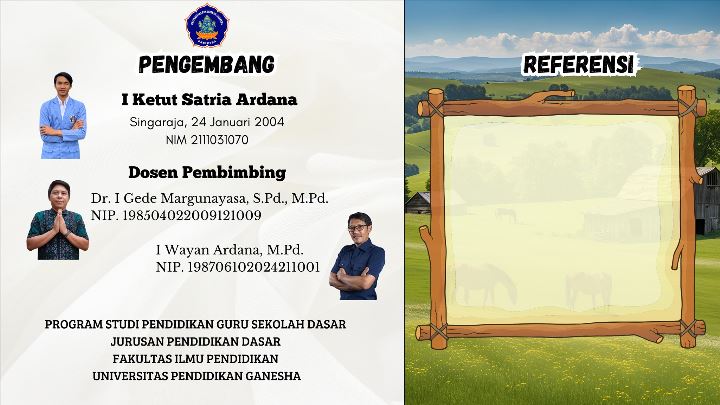 PENGEMBANG
I Ketut Satria Ardana
Singaraja, 24 Januari 2004
NIM 2111031070
Dosen Pembimbing
Dr. I Gede Margunayasa, S.Pd., M.Pd.
NIP. 198504022009121009
I Wayan Ardana, M.Pd.
NIP. 198706102024211001
PROGRAM STUDI PENDIDIKAN GURU SEKOLAH DASAR
JURUSAN PENDIDIKAN DASAR
FAKULTAS ILMU PENDIDIKAN
UNIVERSITAS PENDIDIKAN GANESHA
REFERENSI